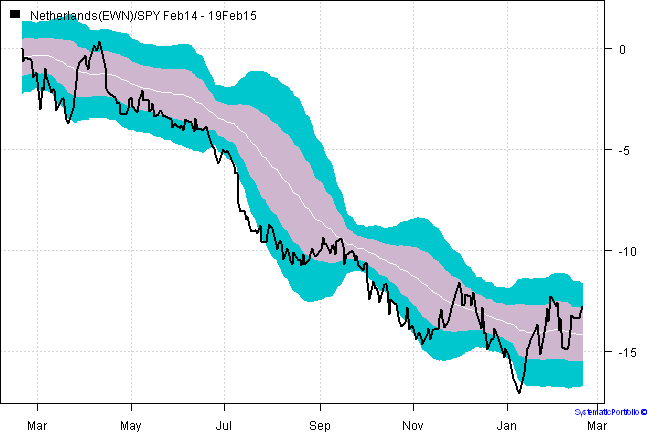 Netherlands(EWN)/SPY Feb14 - 19Feb15
0
-5
-10
-15
Mar May Jul Sep Nov Jan Mar
SystematicPortfolio ©